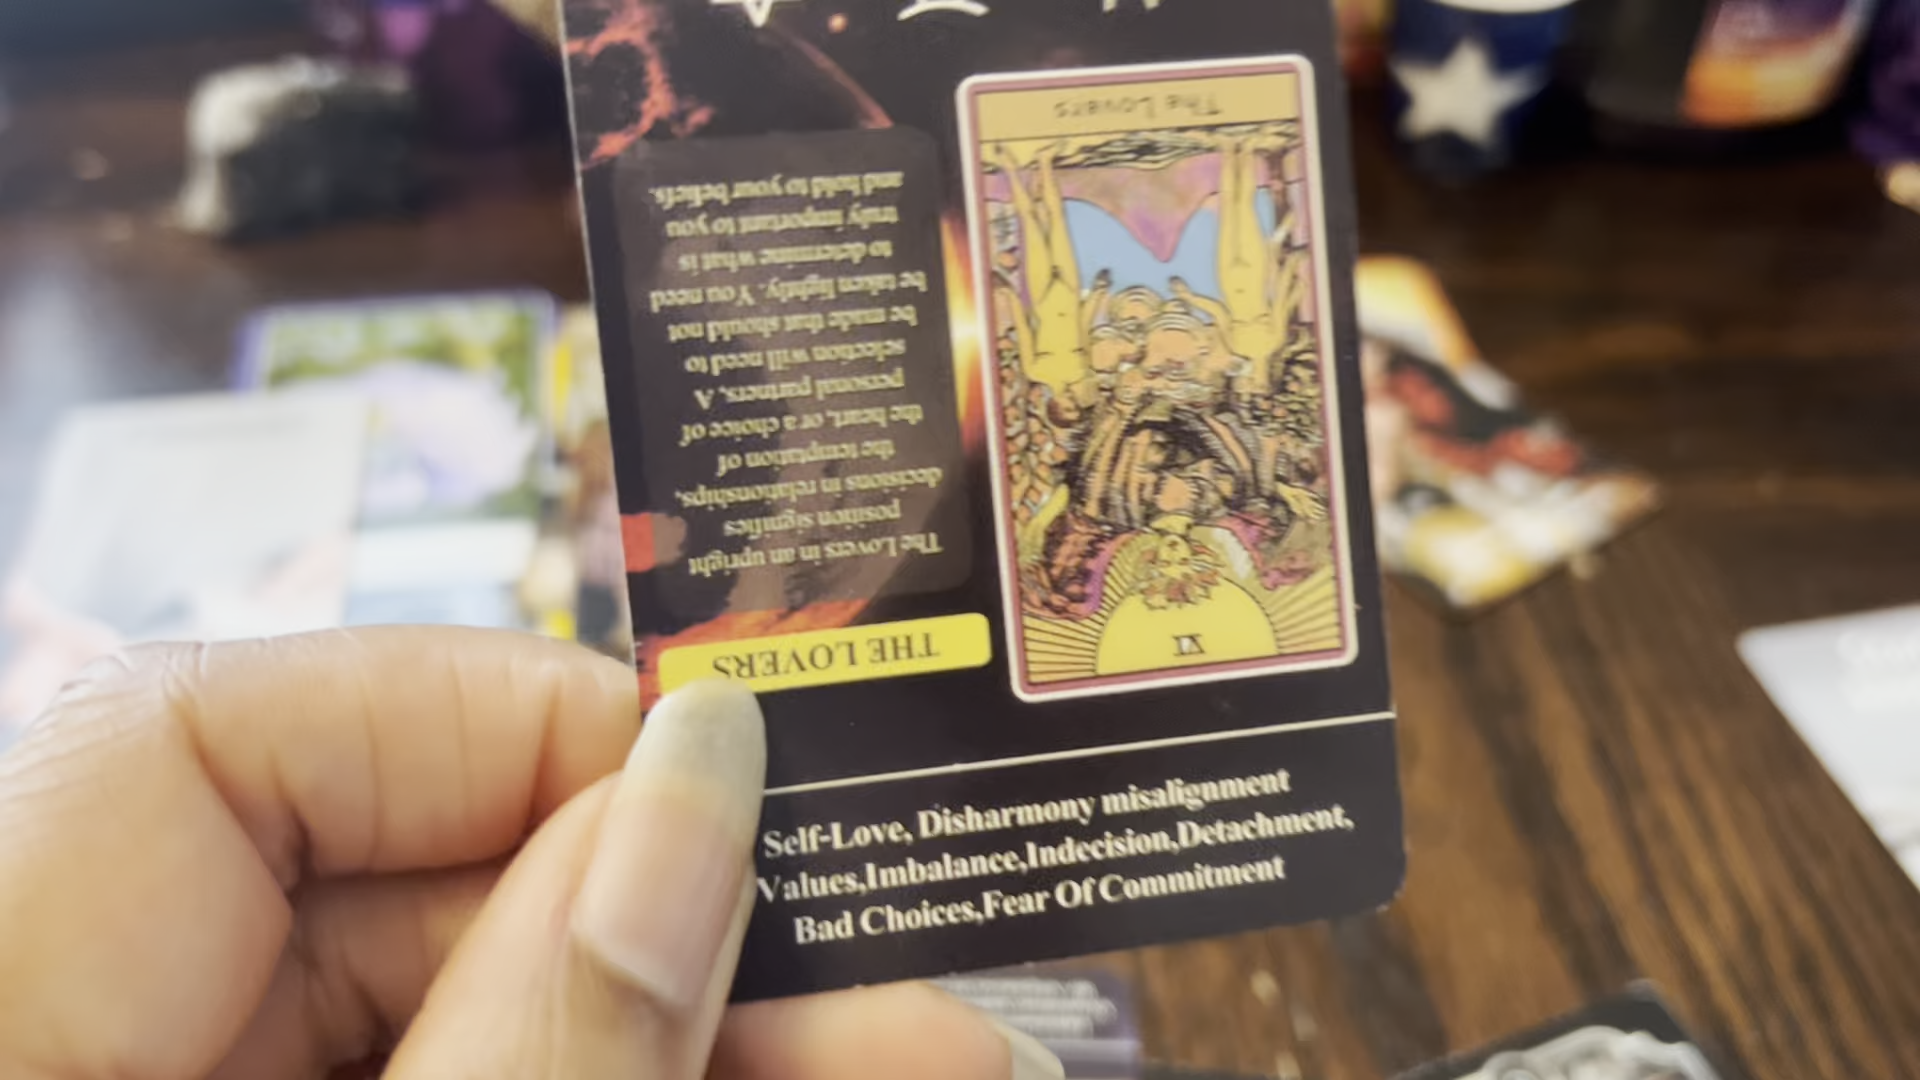 The Lovers
VI
THE LOVERS
The Lovers in an upright
position signifies
decisions in relationships,
the temptation of
the heart, or a choice of
personal partners. A
selection will need to
be made that should not
be taken lightly. You need
to determine what is
truly important to you
and hold to your beliefs.
Self-Love, Disharmony misalignment
Values,Imbalance,Indecision,Detachment,
Bad Choices,Fear Of Commitment